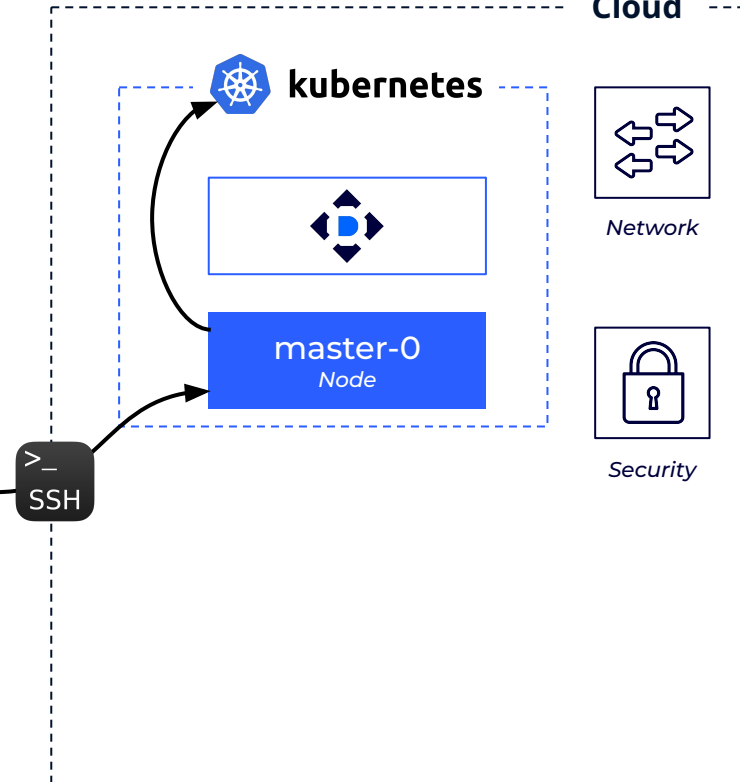 Cloud
kubernetes
Network
master-0
Node
Security
>_
SSH